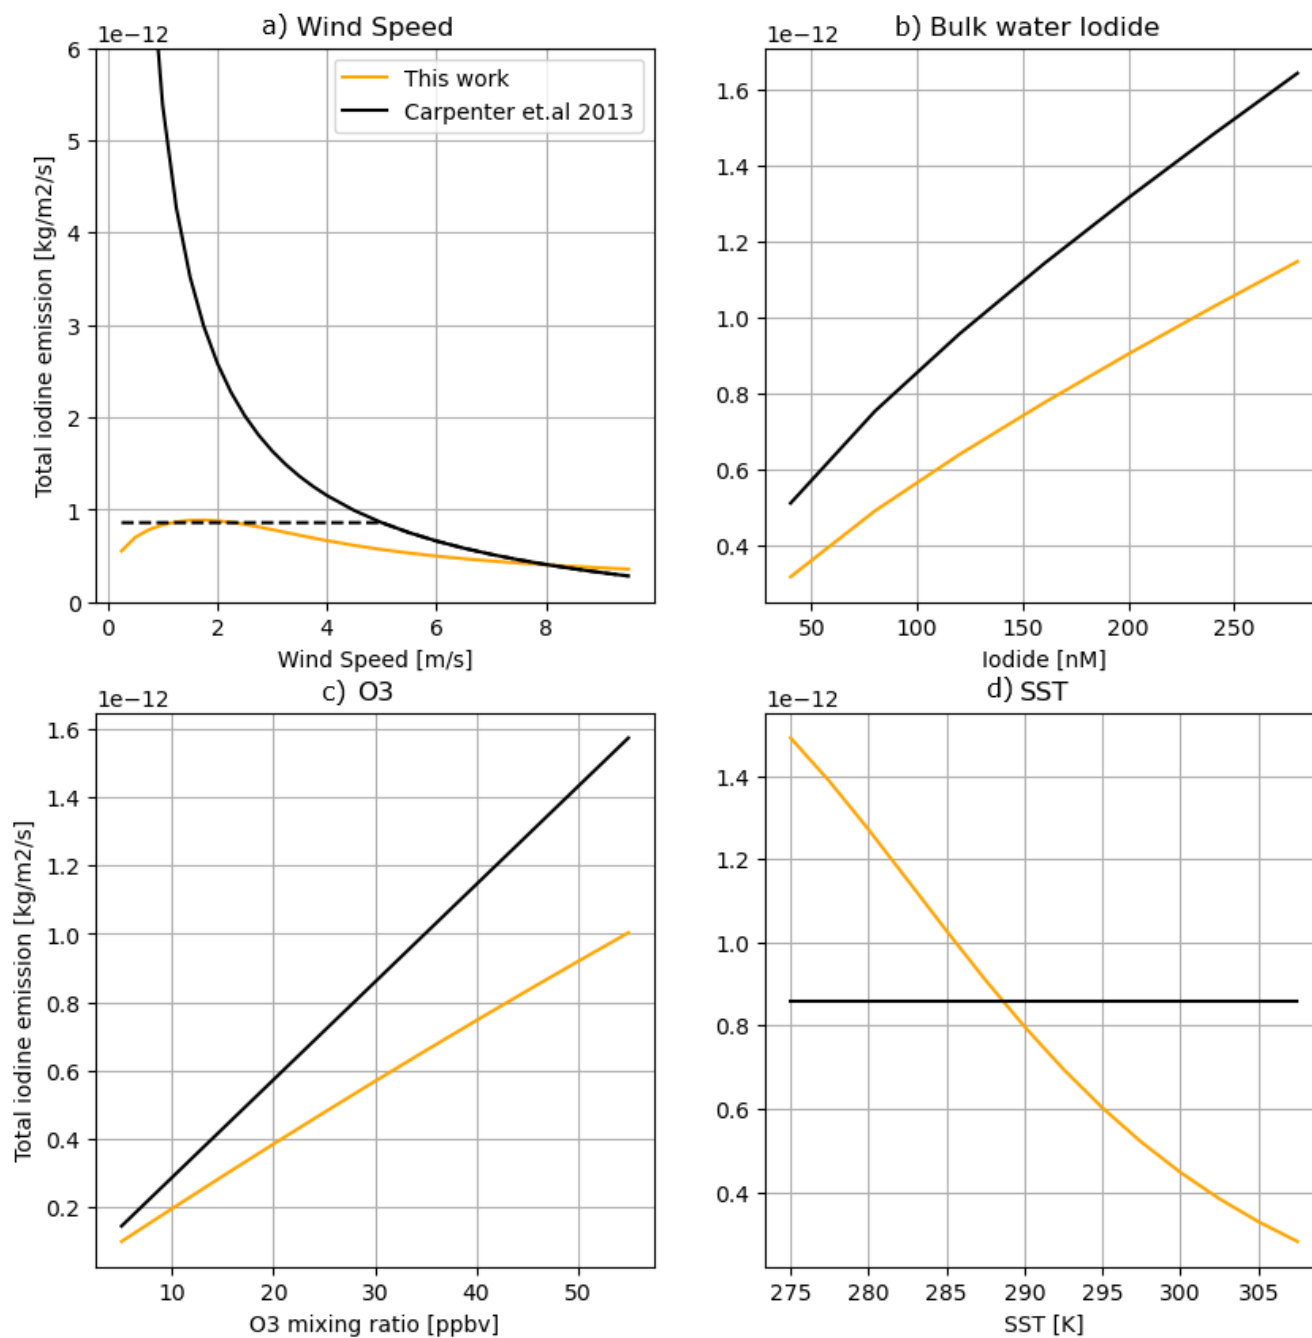 a) Wind Speed
1e−12
6
5
4
3
2
1
0
0 2 4 6 8
Total iodine emission [kg/m2/s]
Wind Speed [m/s]
This work
Carpenter et.al 2013
b) Bulk water Iodide
1e−12
1.6
1.4
1.2
1.0
0.8
0.6
0.4
50 100 150 200 250
Iodide [nM]
c) O3
1e−12
1.6
1.4
1.2
1.0
0.8
0.6
0.4
0.2
10 20 30 40 50
Total iodine emission [kg/m2/s]
O3 mixing ratio [ppbv]
d) SST
1e−12
1.4
1.2
1.0
0.8
0.6
0.4
275 280 285 290 295 300 305
SST [K]